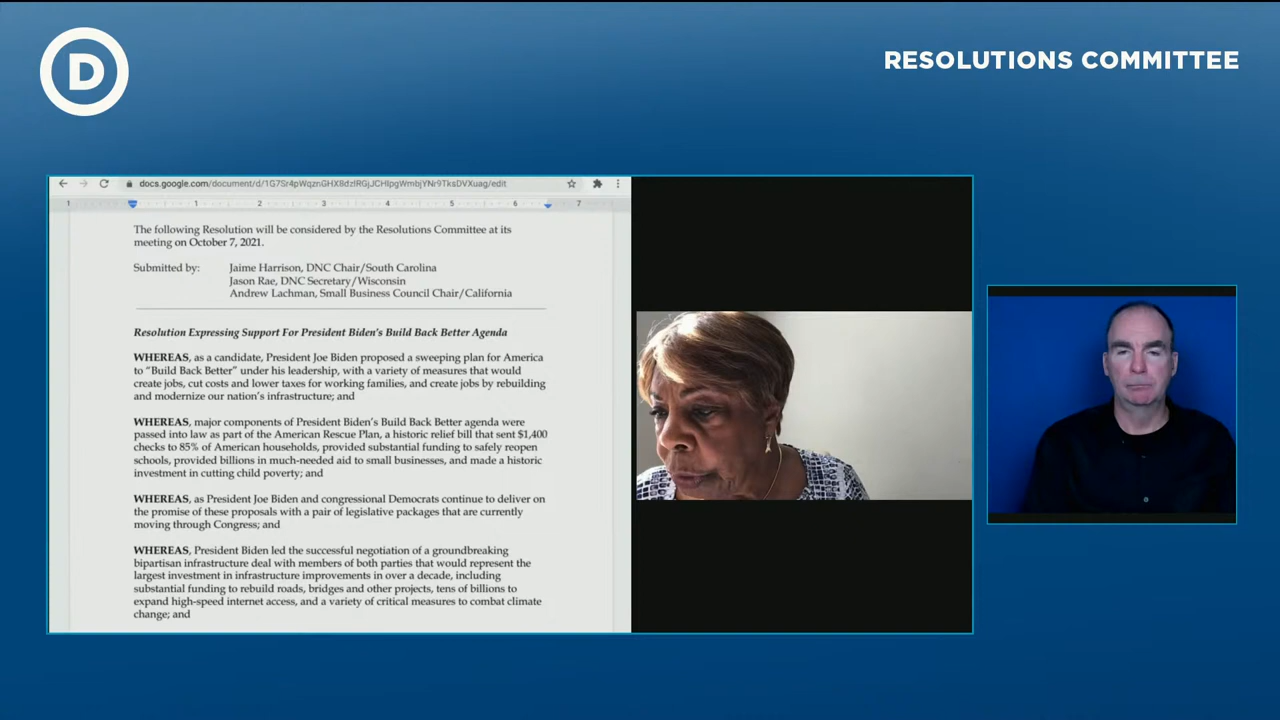 D
RESOLUTIONS COMMITTEE
docs.google.com/document/d/1G7Sr4pWqznGHX8dzIRGjJCHlpgWmbjYNr9TksDVXuag/edit
1 1 2 3 4 5 6 7
The following Resolution will be considered by the Resolutions Committee at its
meeting on October 7, 2021.
Submitted by: Jaime Harrison, DNC Chair/South Carolina
Jason Rae, DNC Secretary/Wisconsin
Andrew Lachman, Small Business Council Chair/California
Resolution Expressing Support For President Biden's Build Back Better Agenda
WHEREAS, as a candidate, President Joe Biden proposed a sweeping plan for America
to "Build Back Better" under his leadership, with a variety of measures that would
create jobs, cut costs and lower taxes for working families, and create jobs by rebuilding
and modernize our nation's infrastructure; and
WHEREAS, major components of President Biden's Build Back Better agenda were
passed into law as part of the American Rescue Plan, a historic relief bill that sent $1,400
checks to 85% of American households, provided substantial funding to safely reopen
schools, provided billions in much-needed aid to small businesses, and made a historic
investment in cutting child poverty; and
WHEREAS, as President Joe Biden and congressional Democrats continue to deliver on
the promise of these proposals with a pair of legislative packages that are currently
moving through Congress; and
WHEREAS, President Biden led the successful negotiation of a groundbreaking
bipartisan infrastructure deal with members of both parties that would represent the
largest investment in infrastructure improvements in over a decade, including
substantial funding to rebuild roads, bridges and other projects, tens of billions to
expand high-speed internet access, and a variety of critical measures to combat climate
change; and